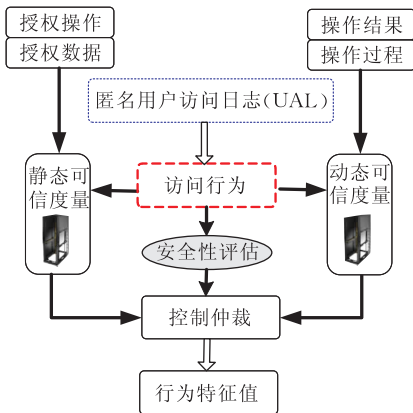 授权操作
授权数据
操作结果
操作过程
匿名用户访问日志(UAL)
静态可
信度量
访问行为
动态可
信度量
安全性评估
控制仲裁
行为特征值